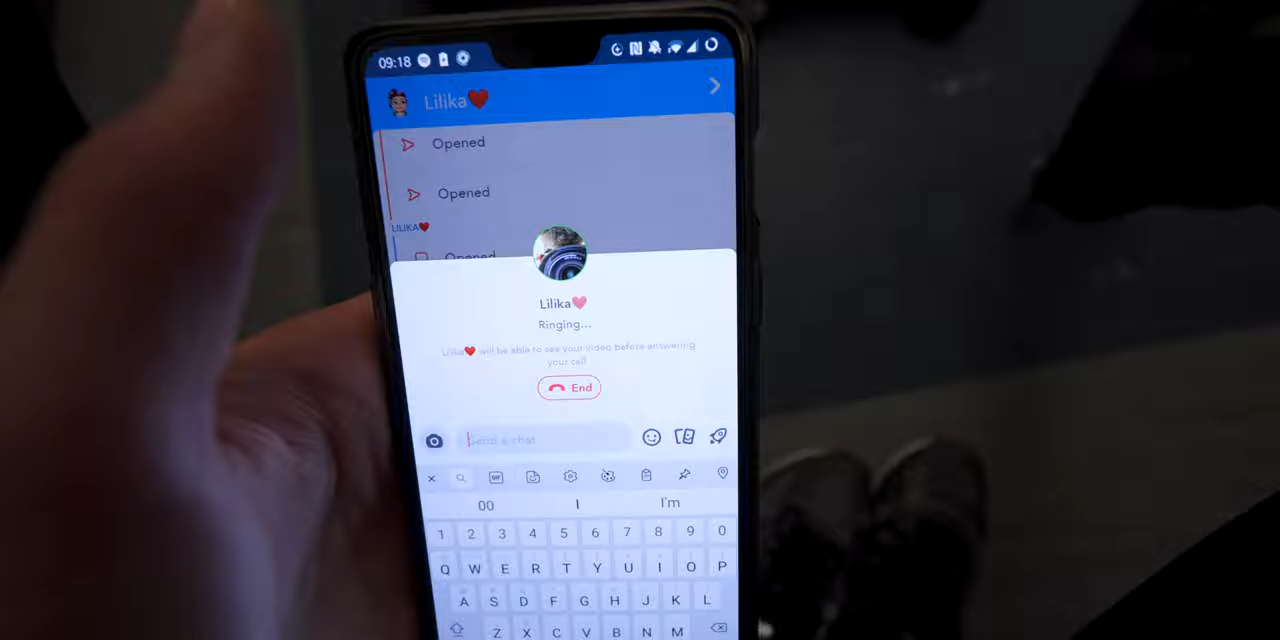 09:18
Lilika❤️
Opened
Opened
LILIKA❤️
Opened
Lilika🩷
Ringing...
Lilika❤️ will be able to see your video before answering
your call
End
Send a chat
GIF
00 I I'm
1 2 3 4 5 6 7 8 9 0
Q W E R T Y U I O P
A S D F G H J K L
Z X C V B N M